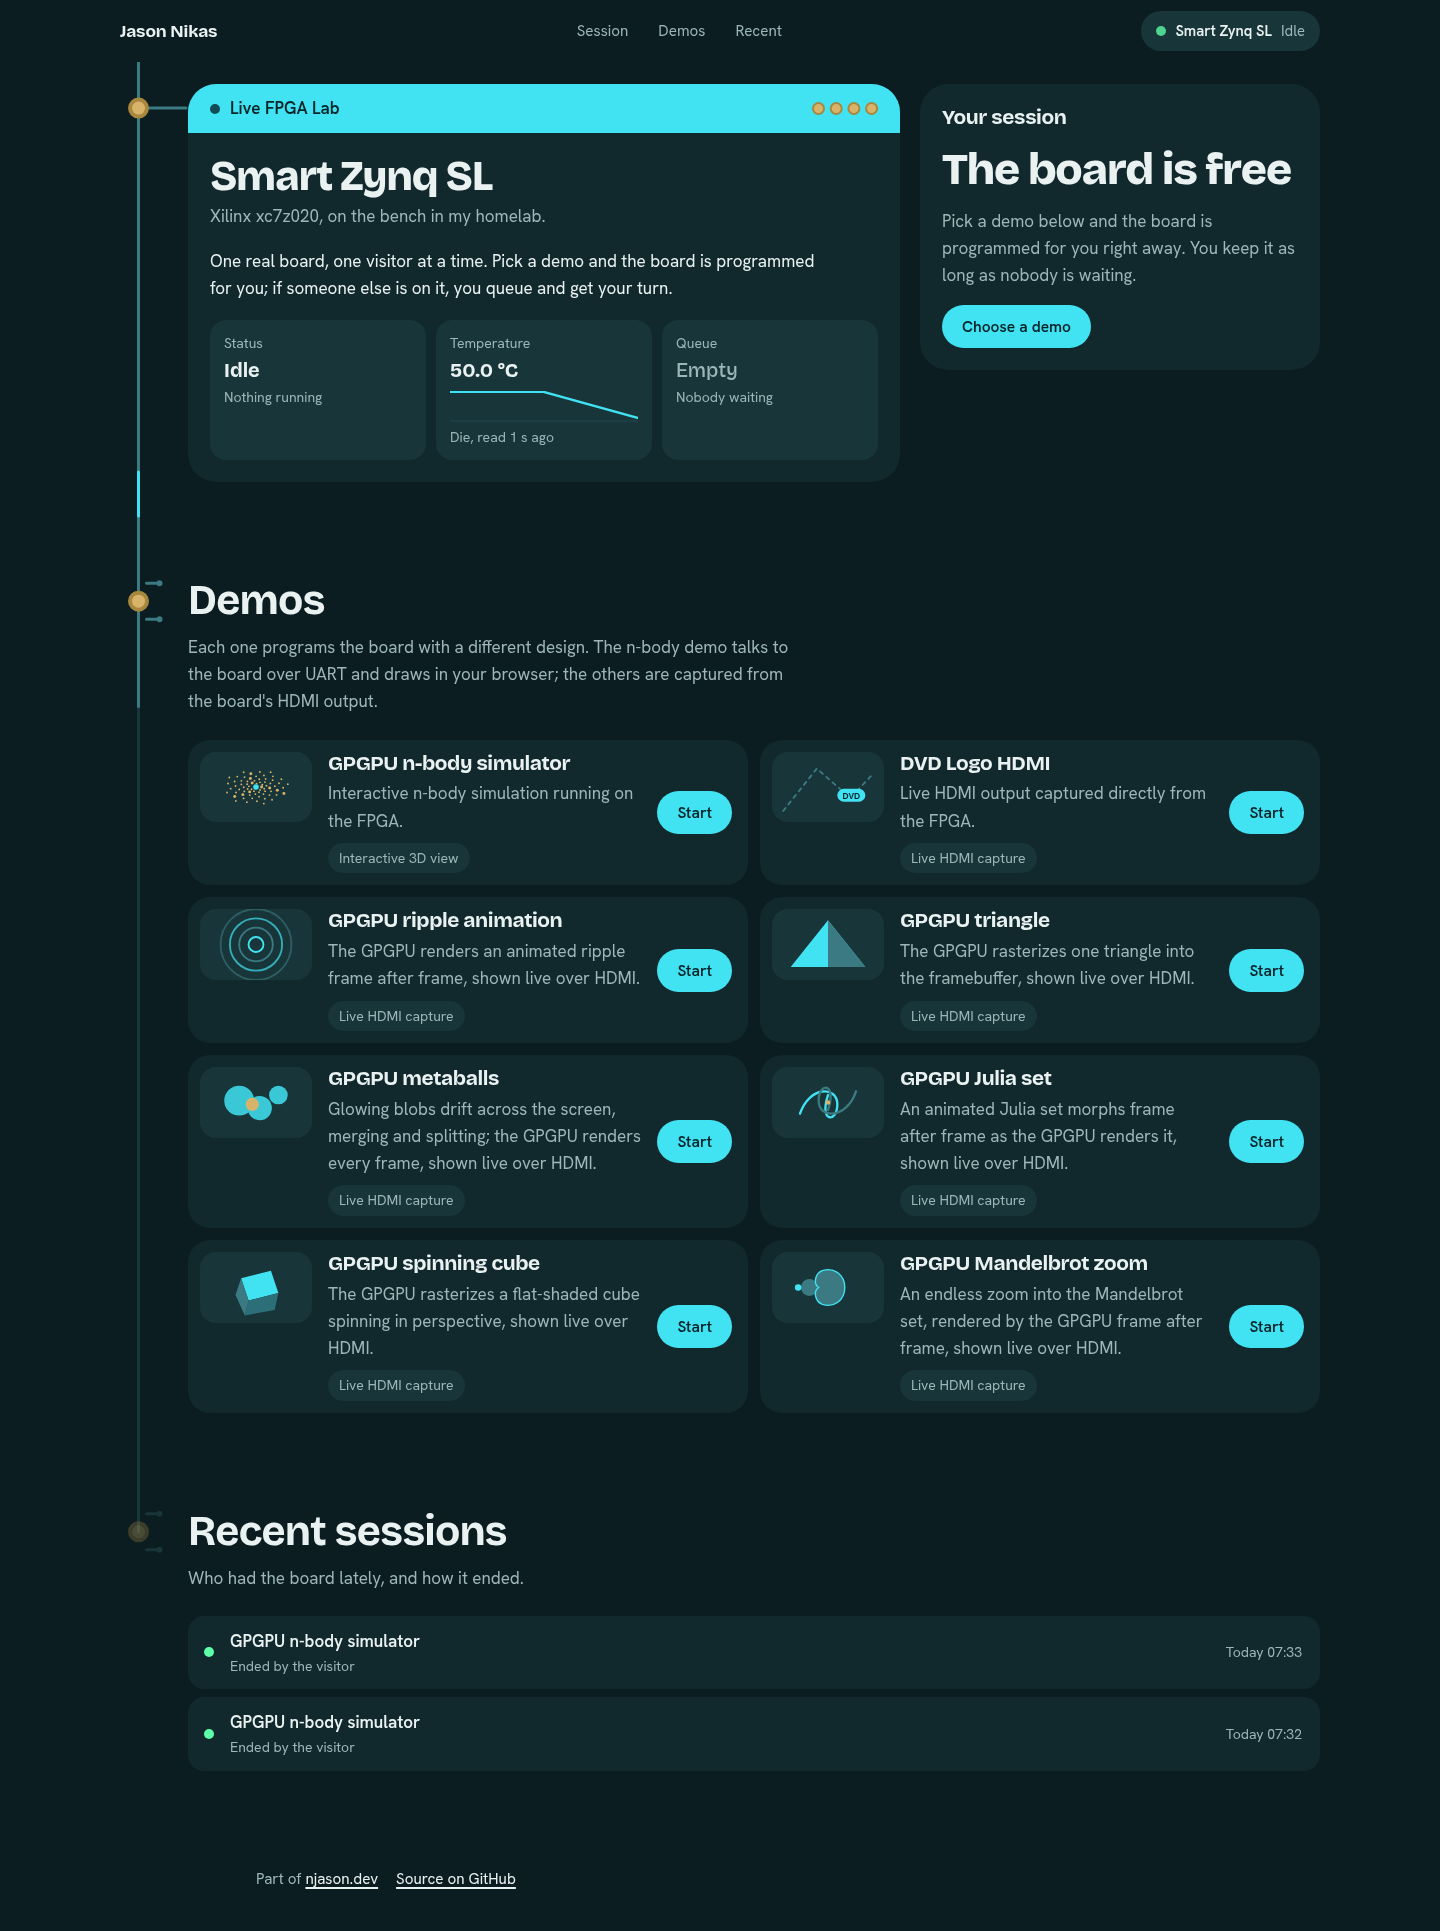 Jason Nikas
Session
Demos
Recent
Smart Zynq SL Idle
Live FPGA Lab
Smart Zynq SL
Xilinx xc7z020, on the bench in my homelab.
One real board, one visitor at a time. Pick a demo and the board is programmed
for you; if someone else is on it, you queue and get your turn.
Status
Idle
Nothing running
Temperature
50.0 °C
Die, read 1 s ago
Queue
Empty
Nobody waiting
Your session
The board is free
Pick a demo below and the board is
programmed for you right away. You keep it as
long as nobody is waiting.
Choose a demo
Demos
Each one programs the board with a different design. The n-body demo talks to
the board over UART and draws in your browser; the others are captured from
the board's HDMI output.
GPGPU n-body simulator
Interactive n-body simulation running on
the FPGA.
Interactive 3D view
Start
DVD
DVD Logo HDMI
Live HDMI output captured directly from
the FPGA.
Live HDMI capture
Start
GPGPU ripple animation
The GPGPU renders an animated ripple
frame after frame, shown live over HDMI.
Live HDMI capture
Start
GPGPU triangle
The GPGPU rasterizes one triangle into
the framebuffer, shown live over HDMI.
Live HDMI capture
Start
GPGPU metaballs
Glowing blobs drift across the screen,
merging and splitting; the GPGPU renders
every frame, shown live over HDMI.
Live HDMI capture
Start
GPGPU Julia set
An animated Julia set morphs frame
after frame as the GPGPU renders it,
shown live over HDMI.
Live HDMI capture
Start
GPGPU spinning cube
The GPGPU rasterizes a flat-shaded cube
spinning in perspective, shown live over
HDMI.
Live HDMI capture
Start
GPGPU Mandelbrot zoom
An endless zoom into the Mandelbrot
set, rendered by the GPGPU frame after
frame, shown live over HDMI.
Live HDMI capture
Start
Recent sessions
Who had the board lately, and how it ended.
GPGPU n-body simulator
Ended by the visitor
Today 07:33
GPGPU n-body simulator
Ended by the visitor
Today 07:32
Part of njason.dev
Source on GitHub